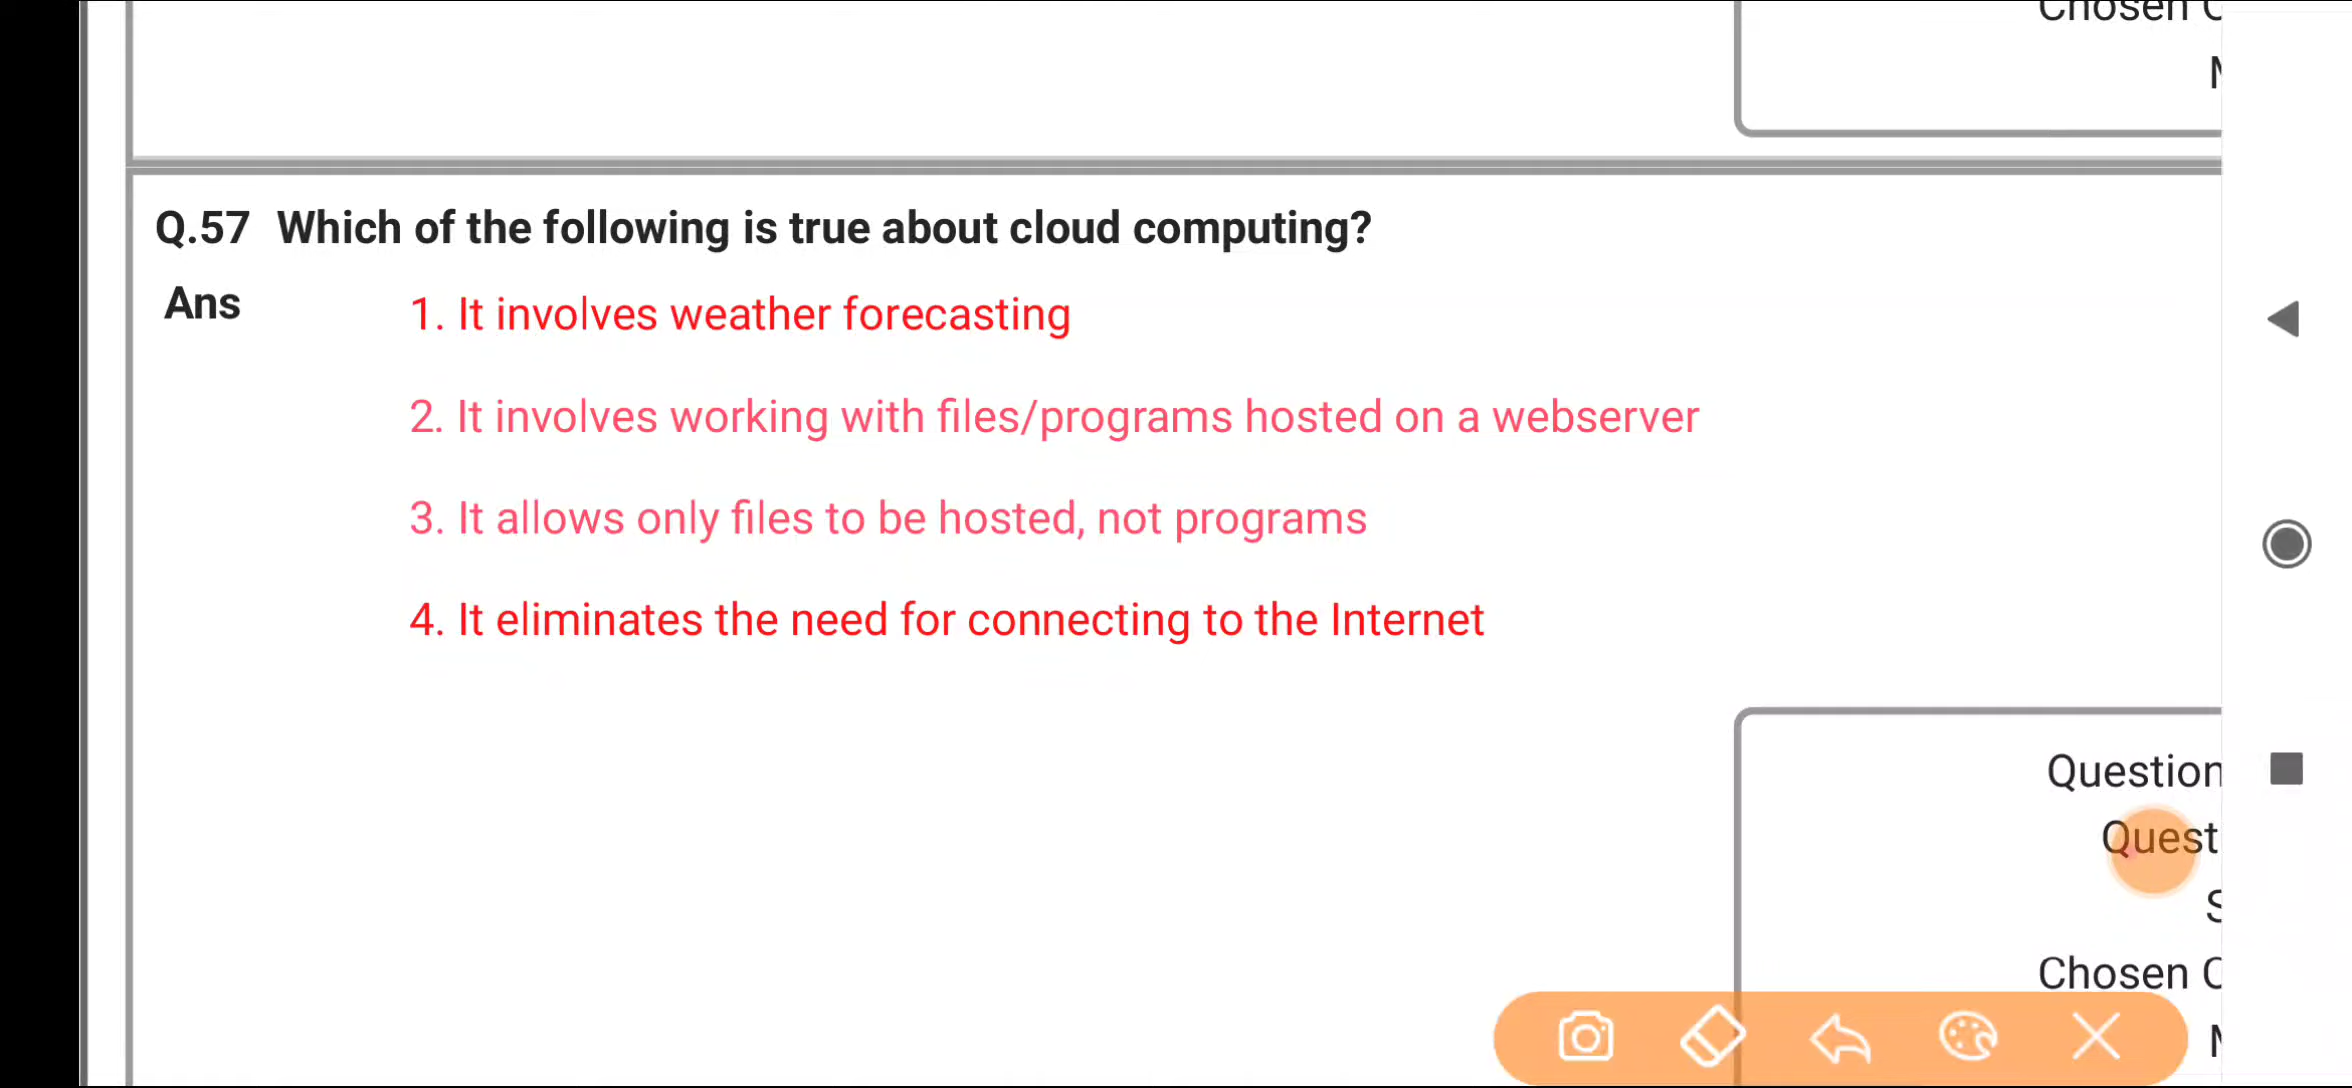 Chosen
Q.57 Which of the following is true about cloud computing?
Ans
1. It involves weather forecasting
2. It involves working with files/programs hosted on a webserver
3. It allows only files to be hosted, not programs
4. It eliminates the need for connecting to the Internet
Question
Quest
S
Chosen